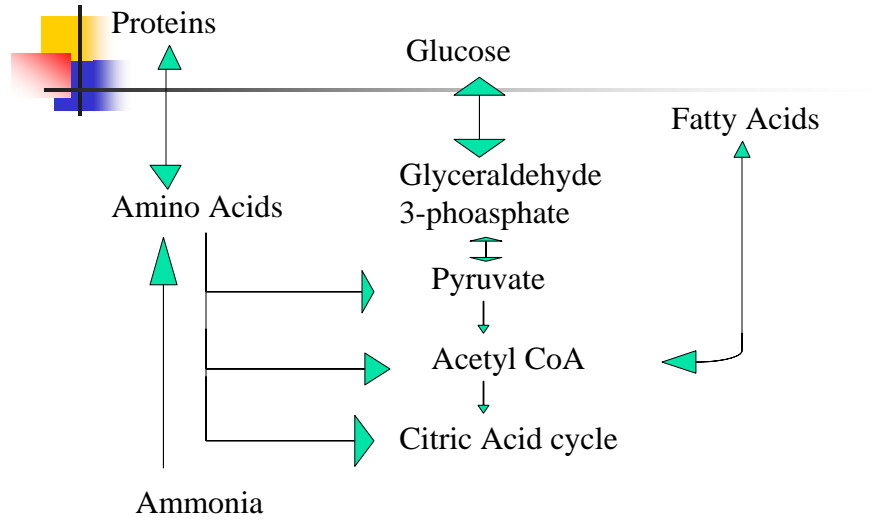 Proteins
Glucose
Fatty Acids
Glyceraldehyde
3-phoasphate
Amino Acids
Pyruvate
Acetyl CoA
Citric Acid cycle
Ammonia